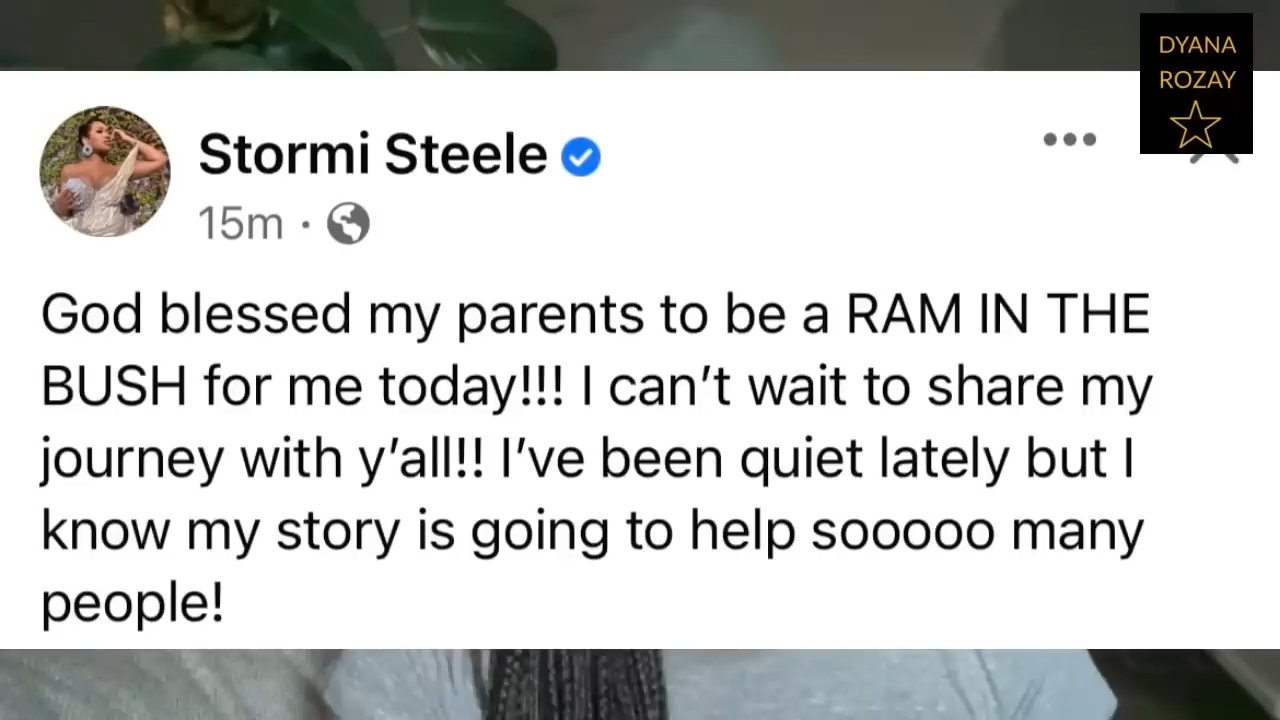 DYANA
ROZAY
Stormi Steele
15m ·
God blessed my parents to be a RAM IN THE
BUSH for me today!!! I can’t wait to share my
journey with y’all!! I’ve been quiet lately but I
know my story is going to help sooooo many
people!